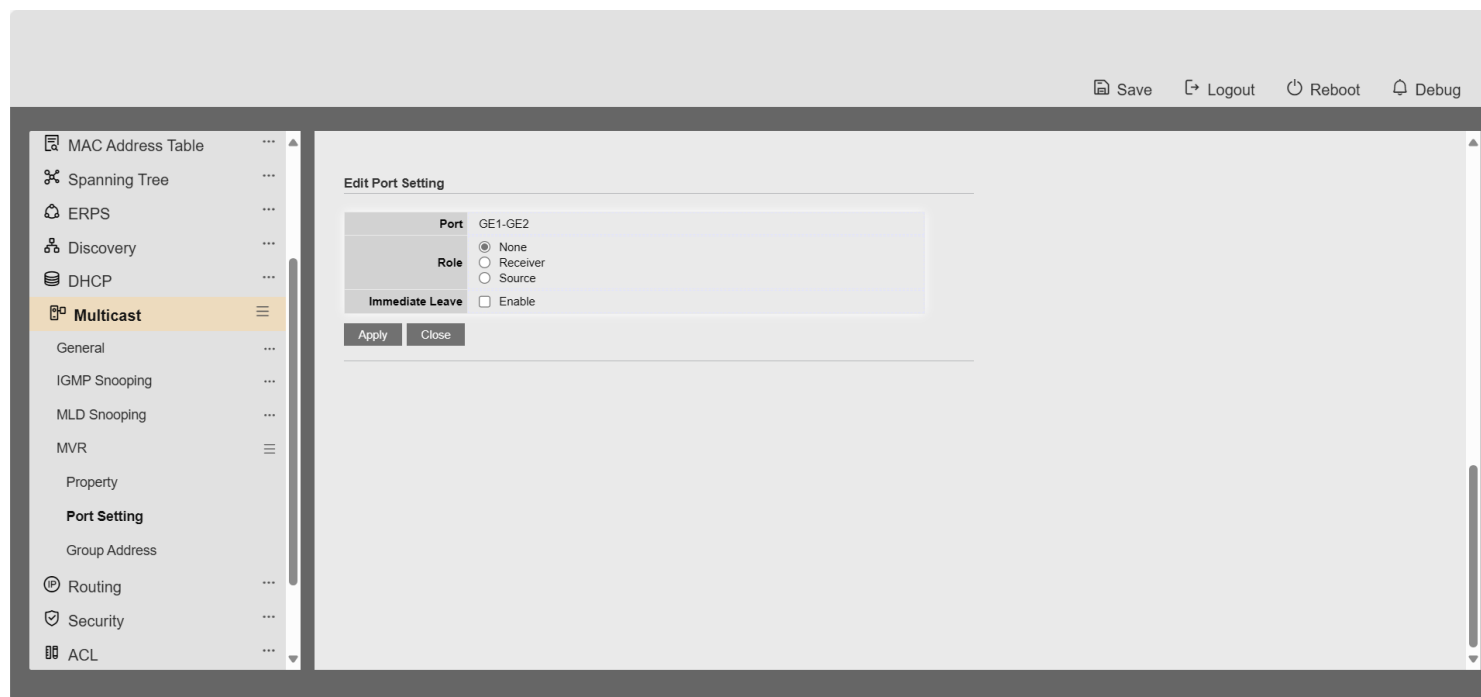 Save Logout Reboot Debug
MAC Address Table
Spanning Tree
ERPS
Discovery
DHCP
Multicast
General
IGMP Snooping
MLD Snooping
MVR
Property
Port Setting
Group Address
IP Routing
Security
ACL
Edit Port Setting
Port GE1-GE2
Role None
Receiver
Source
Immediate Leave Enable
Apply Close